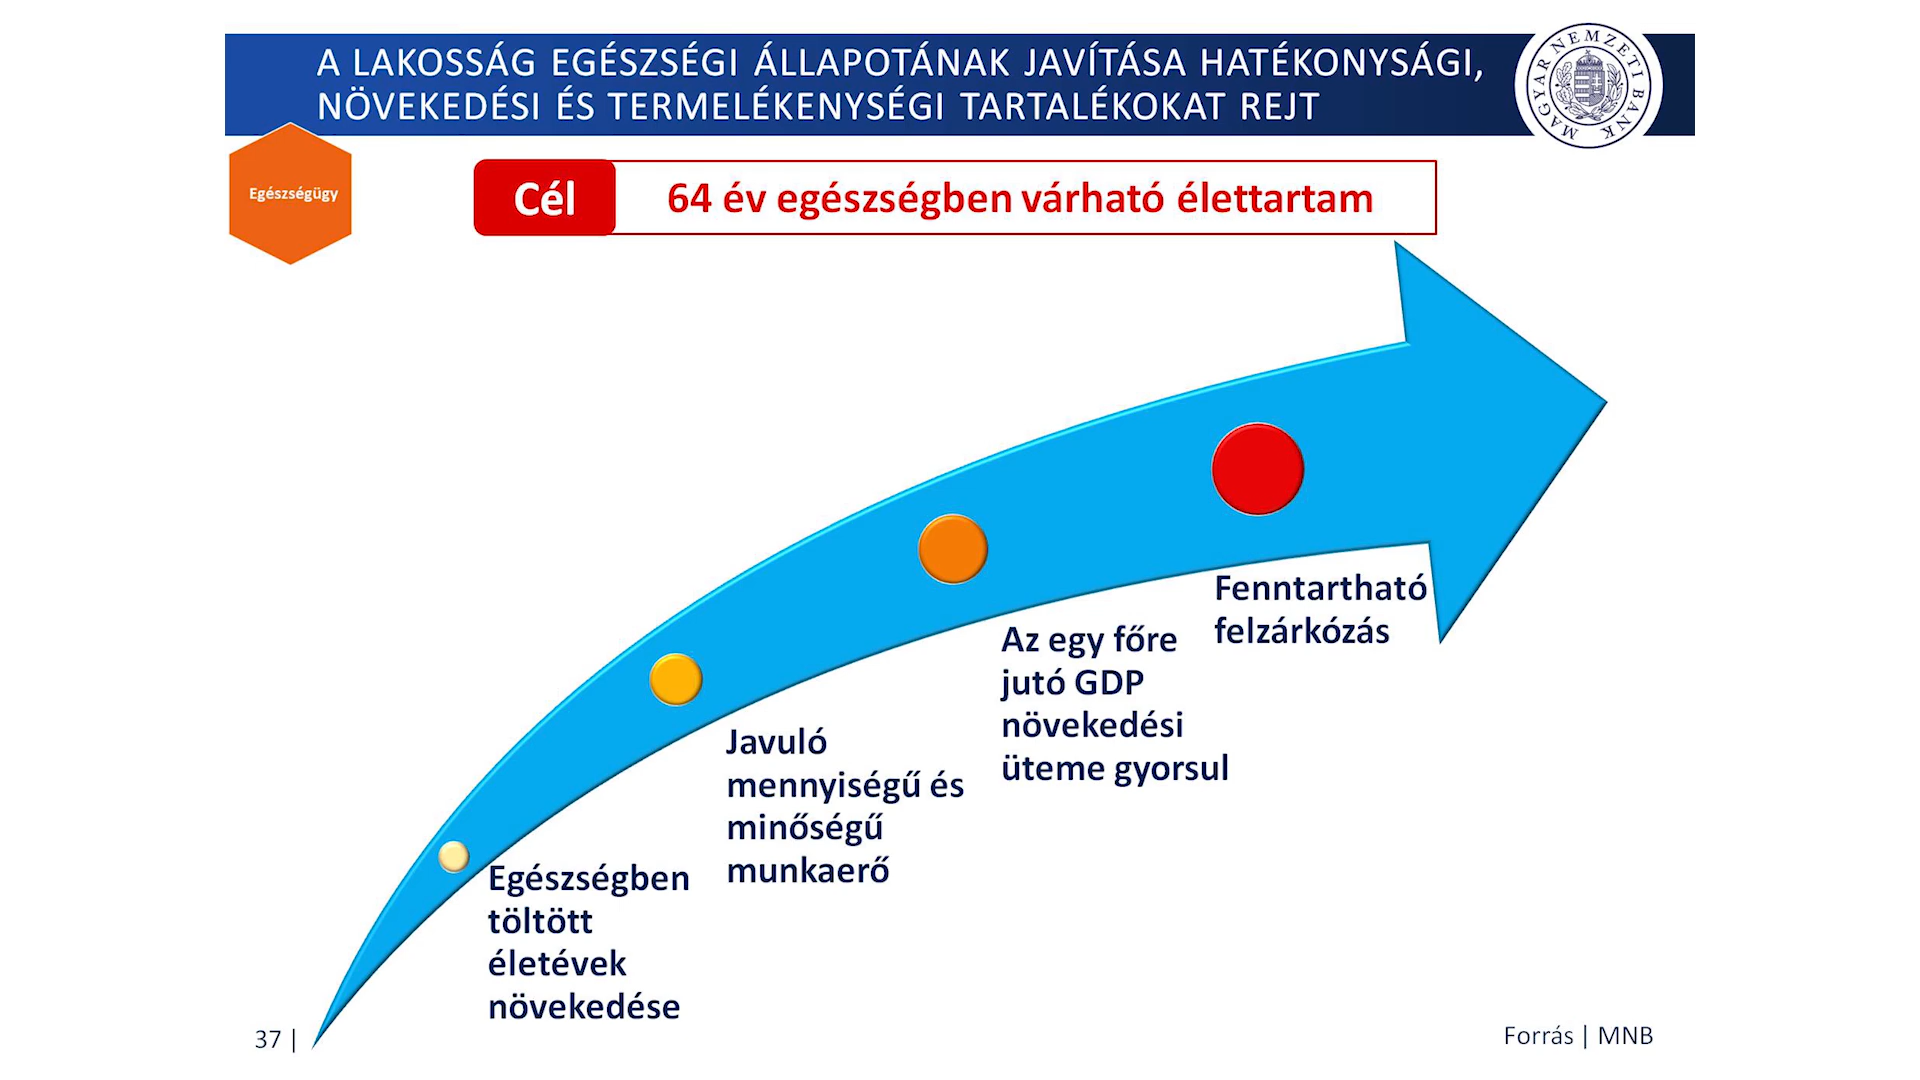 A LAKOSSÁG EGÉSZSÉGI ÁLLAPOTÁNAK JAVÍTÁSA HATÉKONYSÁGI,
NÖVEKEDÉSI ÉS TERMELÉKENYSÉGI TARTALÉKOKAT REJT
MAGYAR NEMZETI BANK
Egészségügy
Cél
64 év egészségben várható élettartam
Fenntartható
felzárkózás
Az egy főre
jutó GDP
növekedési
üteme gyorsul
Javuló
mennyiségű és
minőségű
munkaerő
Egészségben
töltött
életévek
növekedése
37 |
Forrás | MNB